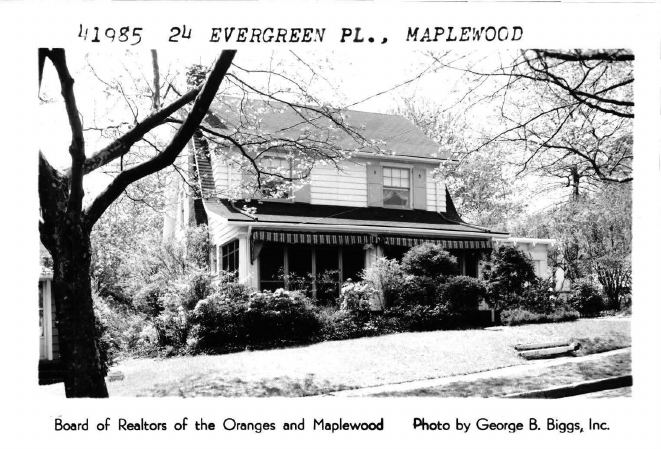 41985 24 EVERGREEN PL., MAPLEWOOD
Board of Realtors of the Oranges and Maplewood Photo by George B. Biggs, Inc.